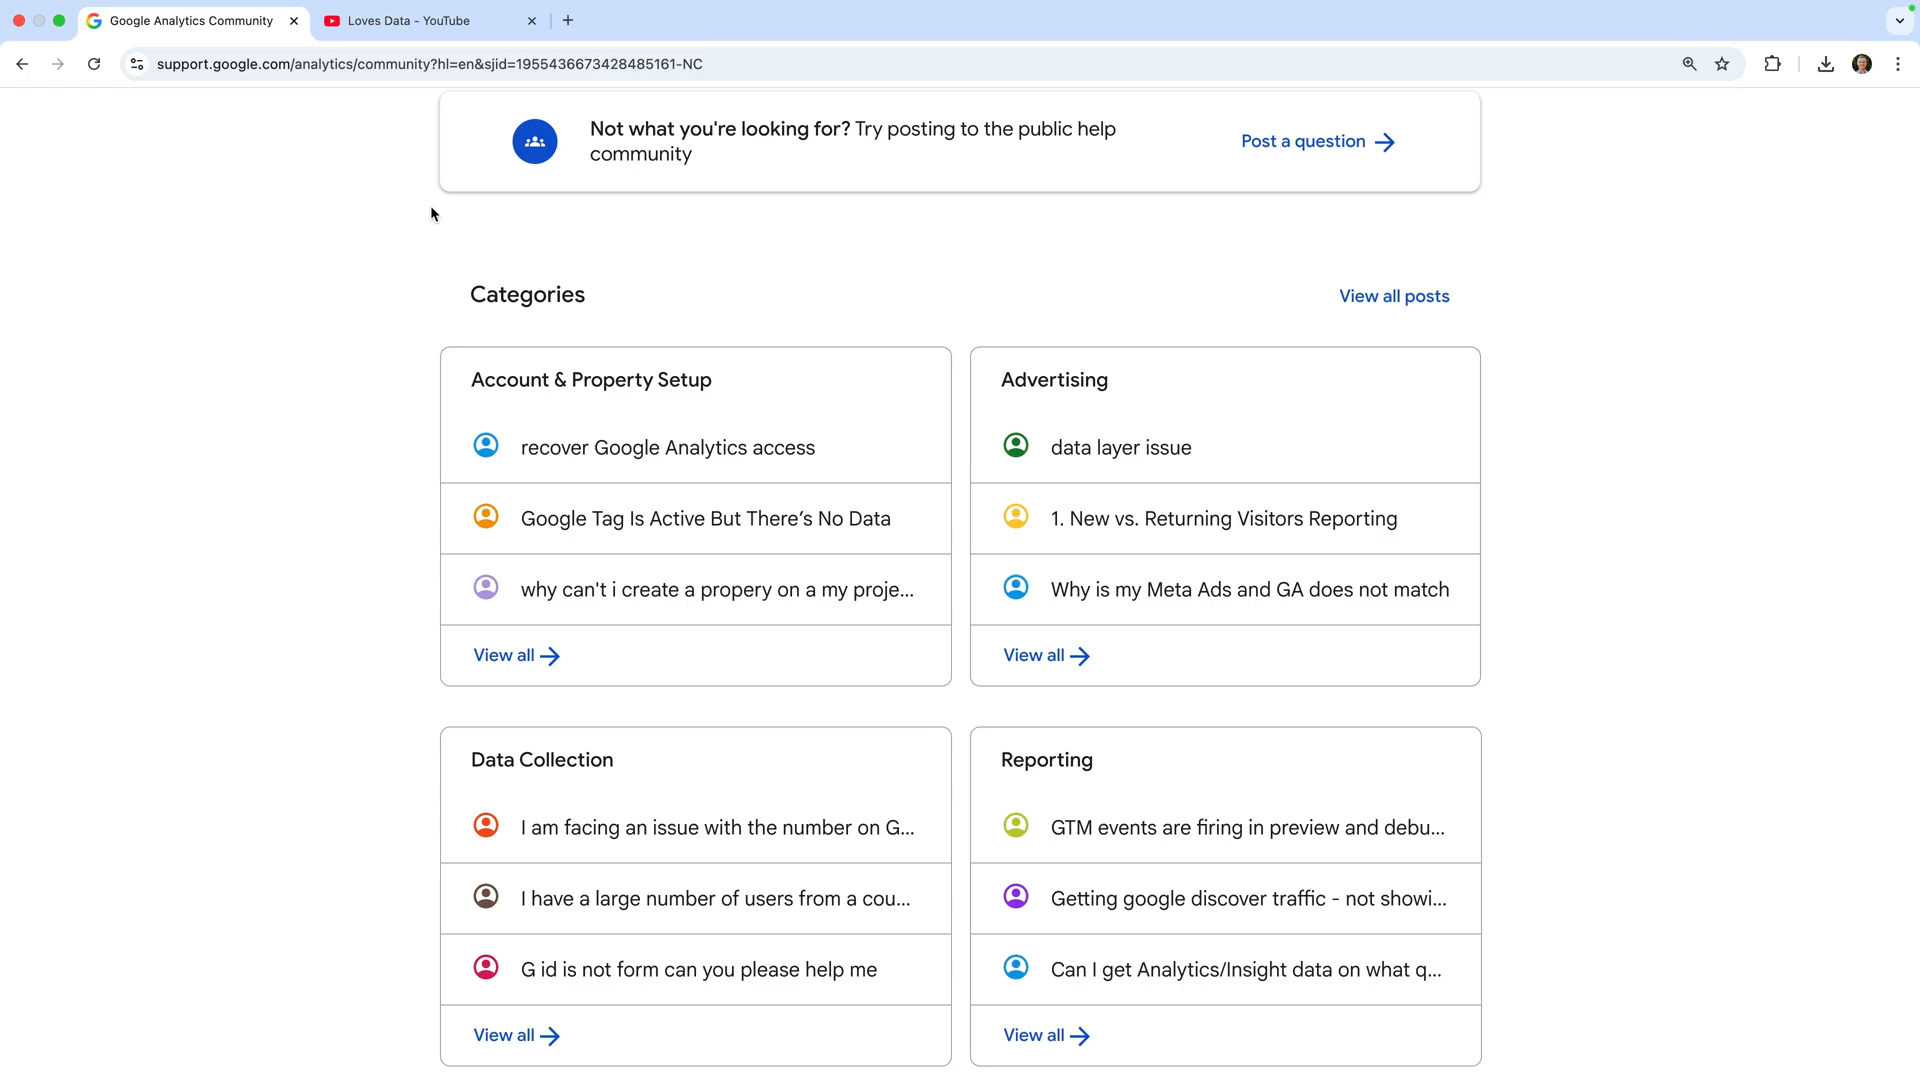 Google Analytics Community
Loves Data - YouTube
support.google.com/analytics/community?hl=en&sjid=1955436673428485161-NC
Not what you're looking for? Try posting to the public help
community
Post a question
Categories
View all posts
Account & Property Setup
recover Google Analytics access
Google Tag Is Active But There’s No Data
why can't i create a propery on a my proje...
View all
Advertising
data layer issue
1. New vs. Returning Visitors Reporting
Why is my Meta Ads and GA does not match
View all
Data Collection
I am facing an issue with the number on G...
I have a large number of users from a cou...
G id is not form can you please help me
View all
Reporting
GTM events are firing in preview and debu...
Getting google discover traffic - not showi...
Can I get Analytics/Insight data on what q...
View all